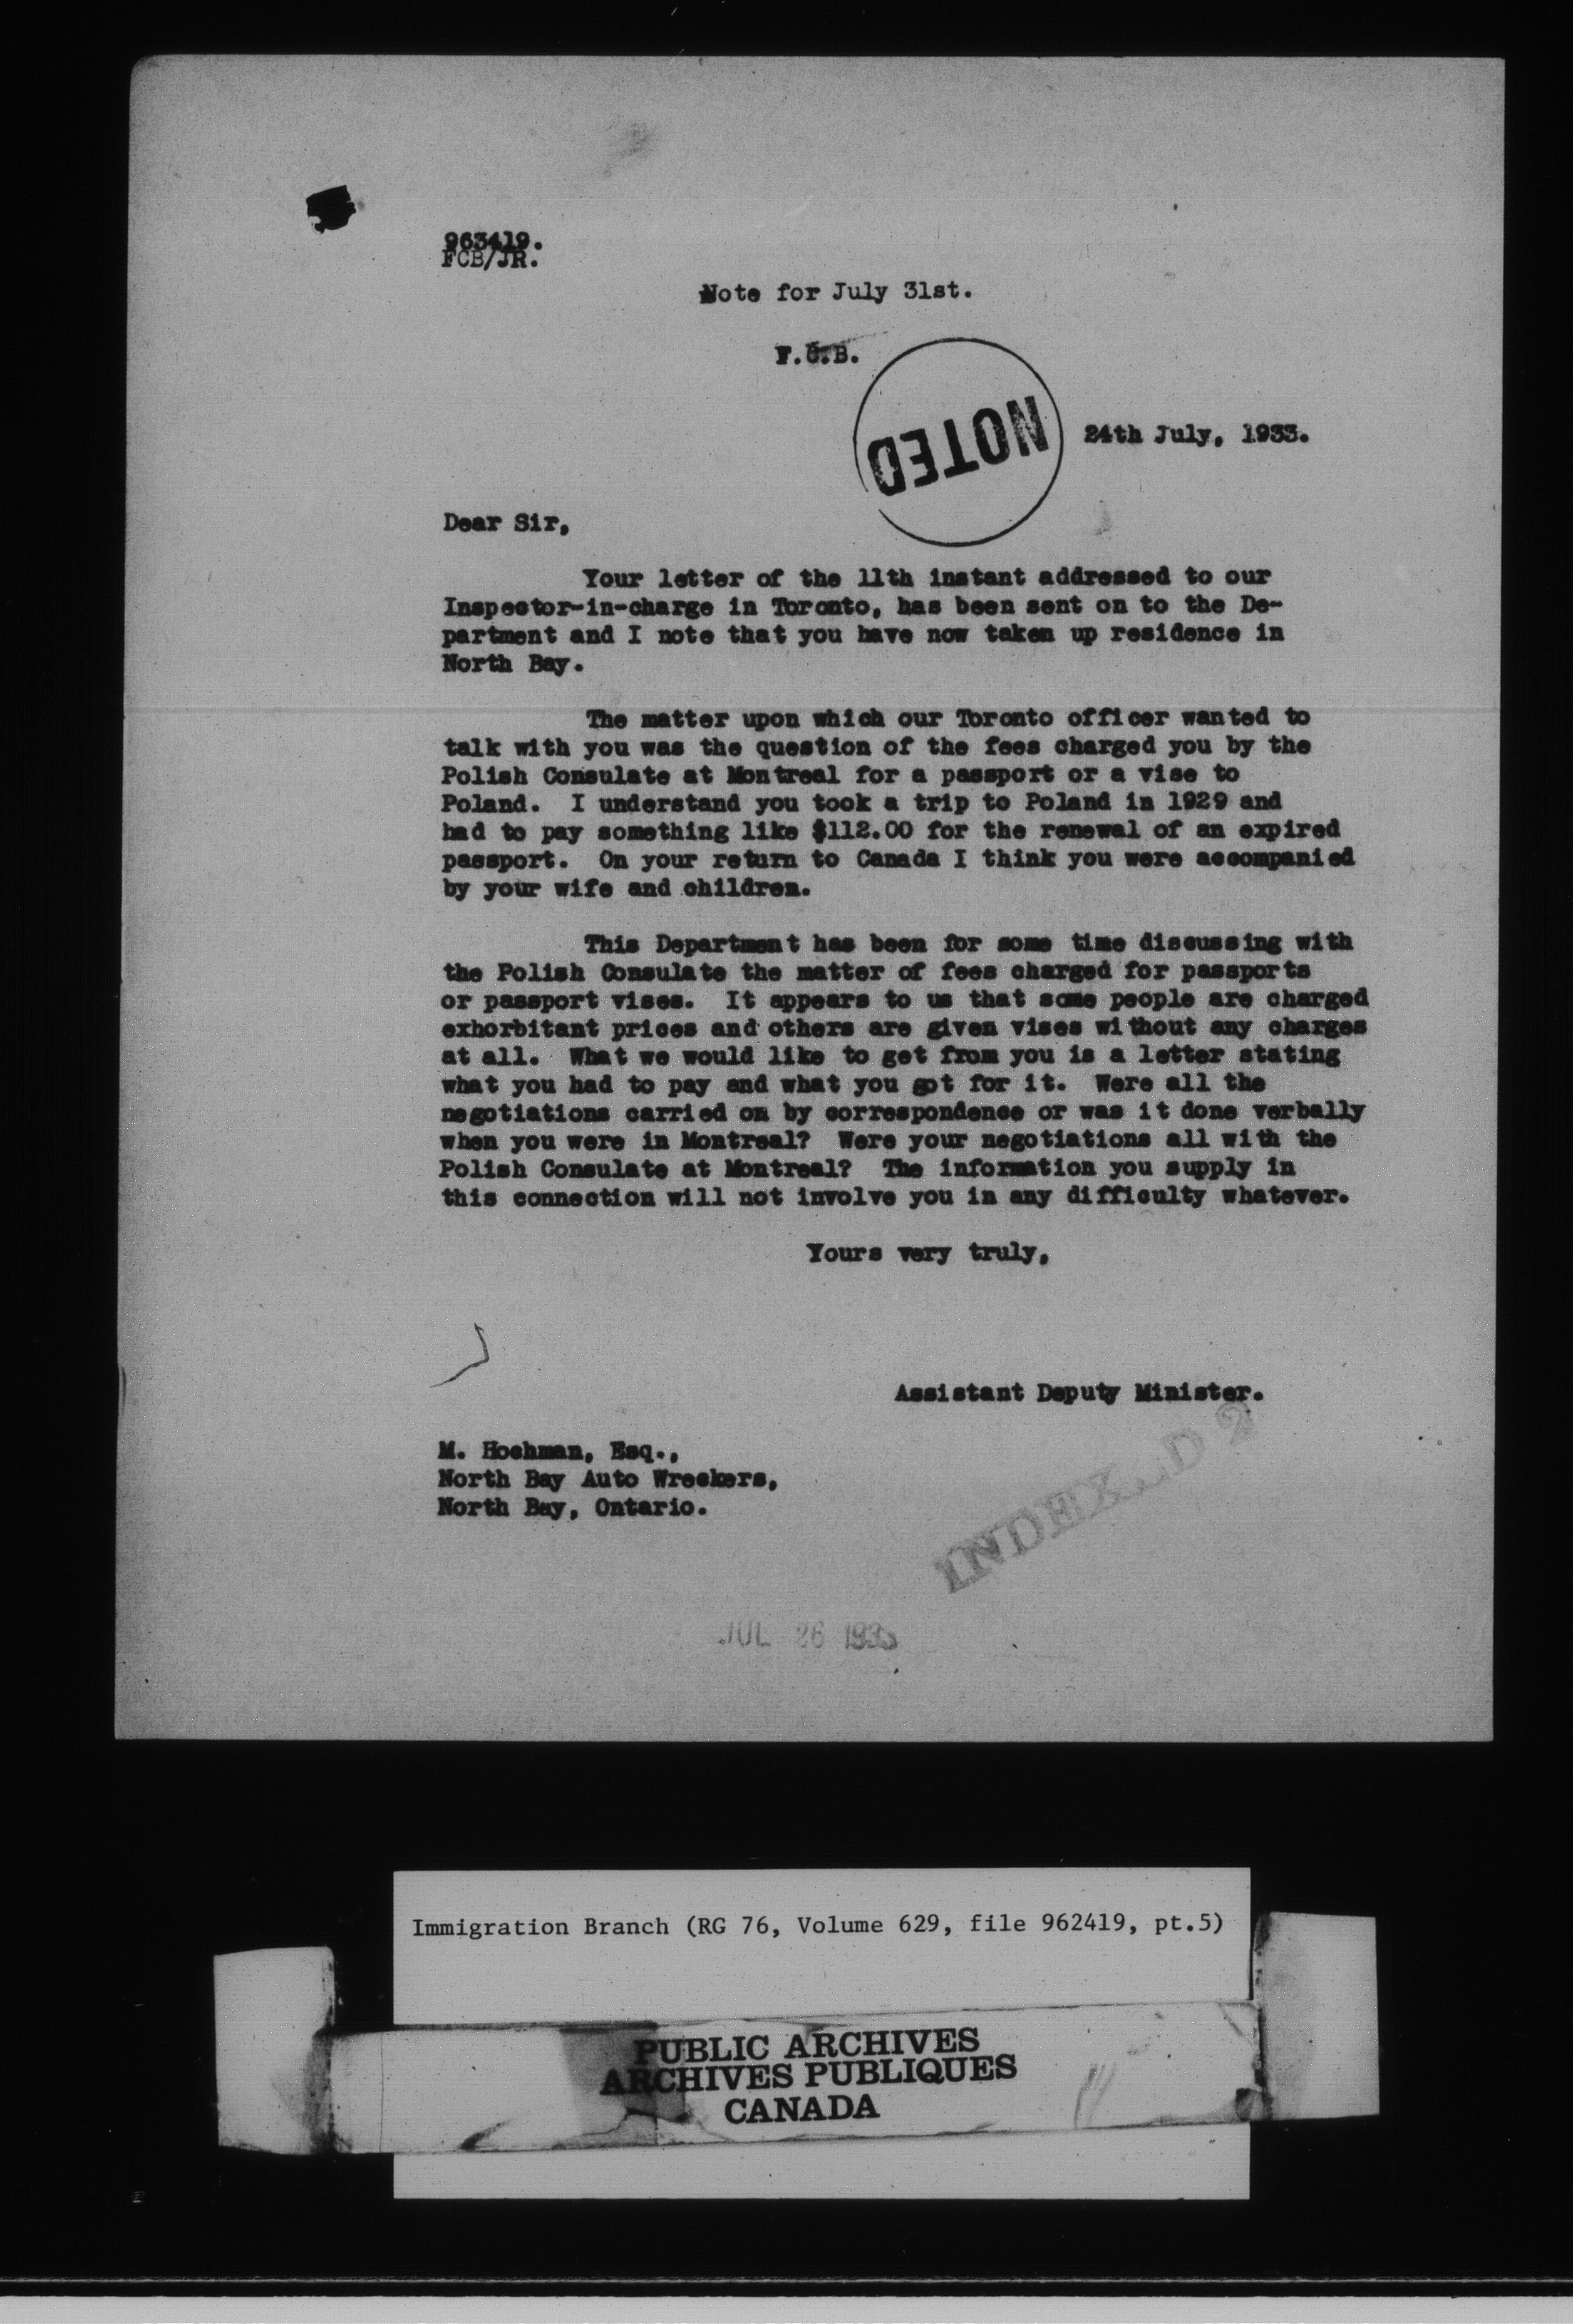 963419.
FCB/JR.
Note for July 31st.
F.C.B.
NOTED
24th July, 1933.
Dear Sir,
Your letter of the 11th instant addressed to our
Inspector-in-charge in Toronto, has been sent on to the De-
partment and I note that you have now taken up residence in
North Bay.
The matter upon which our Toronto officer wanted to
talk with you was the question of the fees charged you by the
Polish Consulate at Montreal for a passport or a vise to
Poland. I understand you took a trip to Poland in 1929 and
had to pay something like $112.00 for the renewal of an expired
passport. On your return to Canada I think you were accompanied
by your wife and children.
This Department has been for some time discussing with
the Polish Consulate the matter of fees charged for passports
or passport vises. It appears to us that some people are charged
exhorbitant prices and others are given vises without any charges
at all. What we would like to get from you is a letter stating
what you had to pay and what you got for it. Were all the
negotiations carried on by correspondence or was it done verbally
when you were in Montreal? Were your negotiations all with the
Polish Consulate at Montreal? The information you supply in
this connection will not involve you in any difficulty whatever.
Yours very truly,
Assistant Deputy Minister.
M. Hochman, Esq.,
North Bay Auto Wreckers,
North Bay, Ontario.
INDEXED 2
JUL 26 1933
Immigration Branch (RG 76, Volume 629, file 962419, pt.5)
PUBLIC ARCHIVES
ARCHIVES PUBLIQUES
CANADA